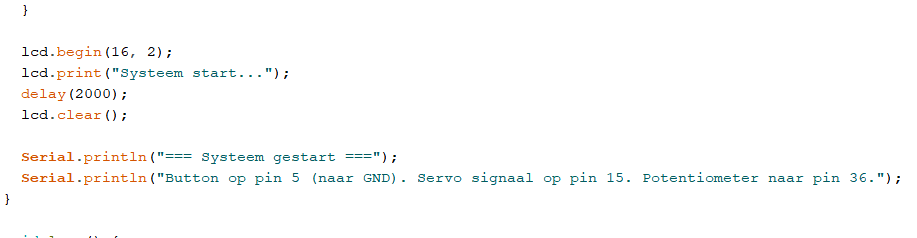 }
lcd.begin(16, 2);
lcd.print("Systeem start...");
delay(2000);
lcd.clear();
Serial.println("=== Systeem gestart ===");
Serial.println("Button op pin 5 (naar GND). Servo signaal op pin 15. Potentiometer naar pin 36.");
}